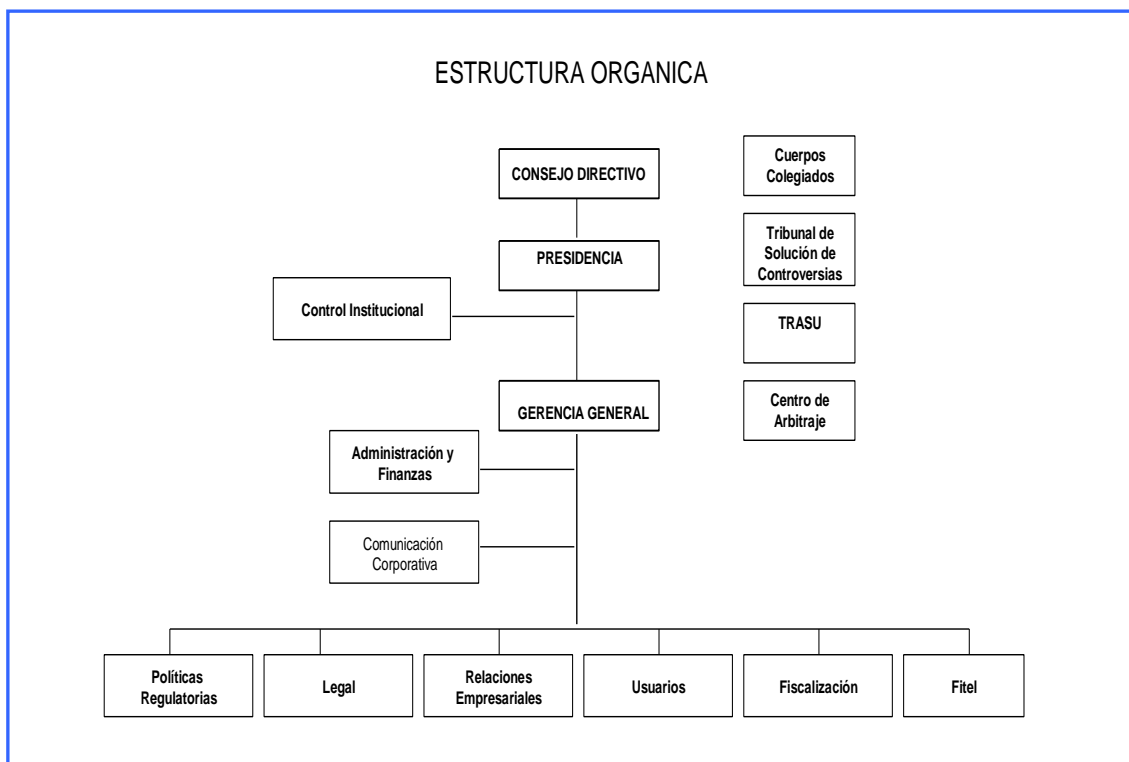 ESTRUCTURA ORGANICA
CONSEJO DIRECTIVO
Cuerpos
Colegiados
PRESIDENCIA
Tribunal de
Solución de
Controversias
Control Institucional
TRASU
GERENCIA GENERAL
Centro de
Arbitraje
Administración y
Finanzas
Comunicación
Corporativa
Políticas
Regulatorias
Legal
Relaciones
Empresariales
Usuarios
Fiscalización
Fitel